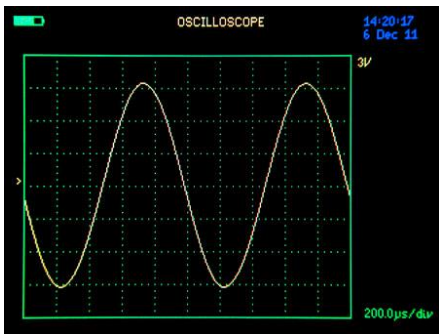 OSCILLOSCOPE
14:20:17
6 Dec 11
3V
>
200.0µs/div